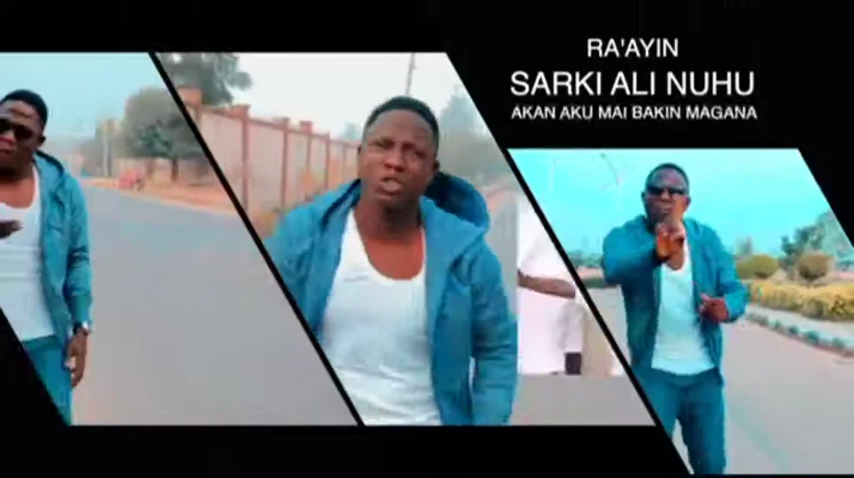 RA'AYIN
SARKI ALI NUHU
AKAN AKU MAI BAKIN MAGANA